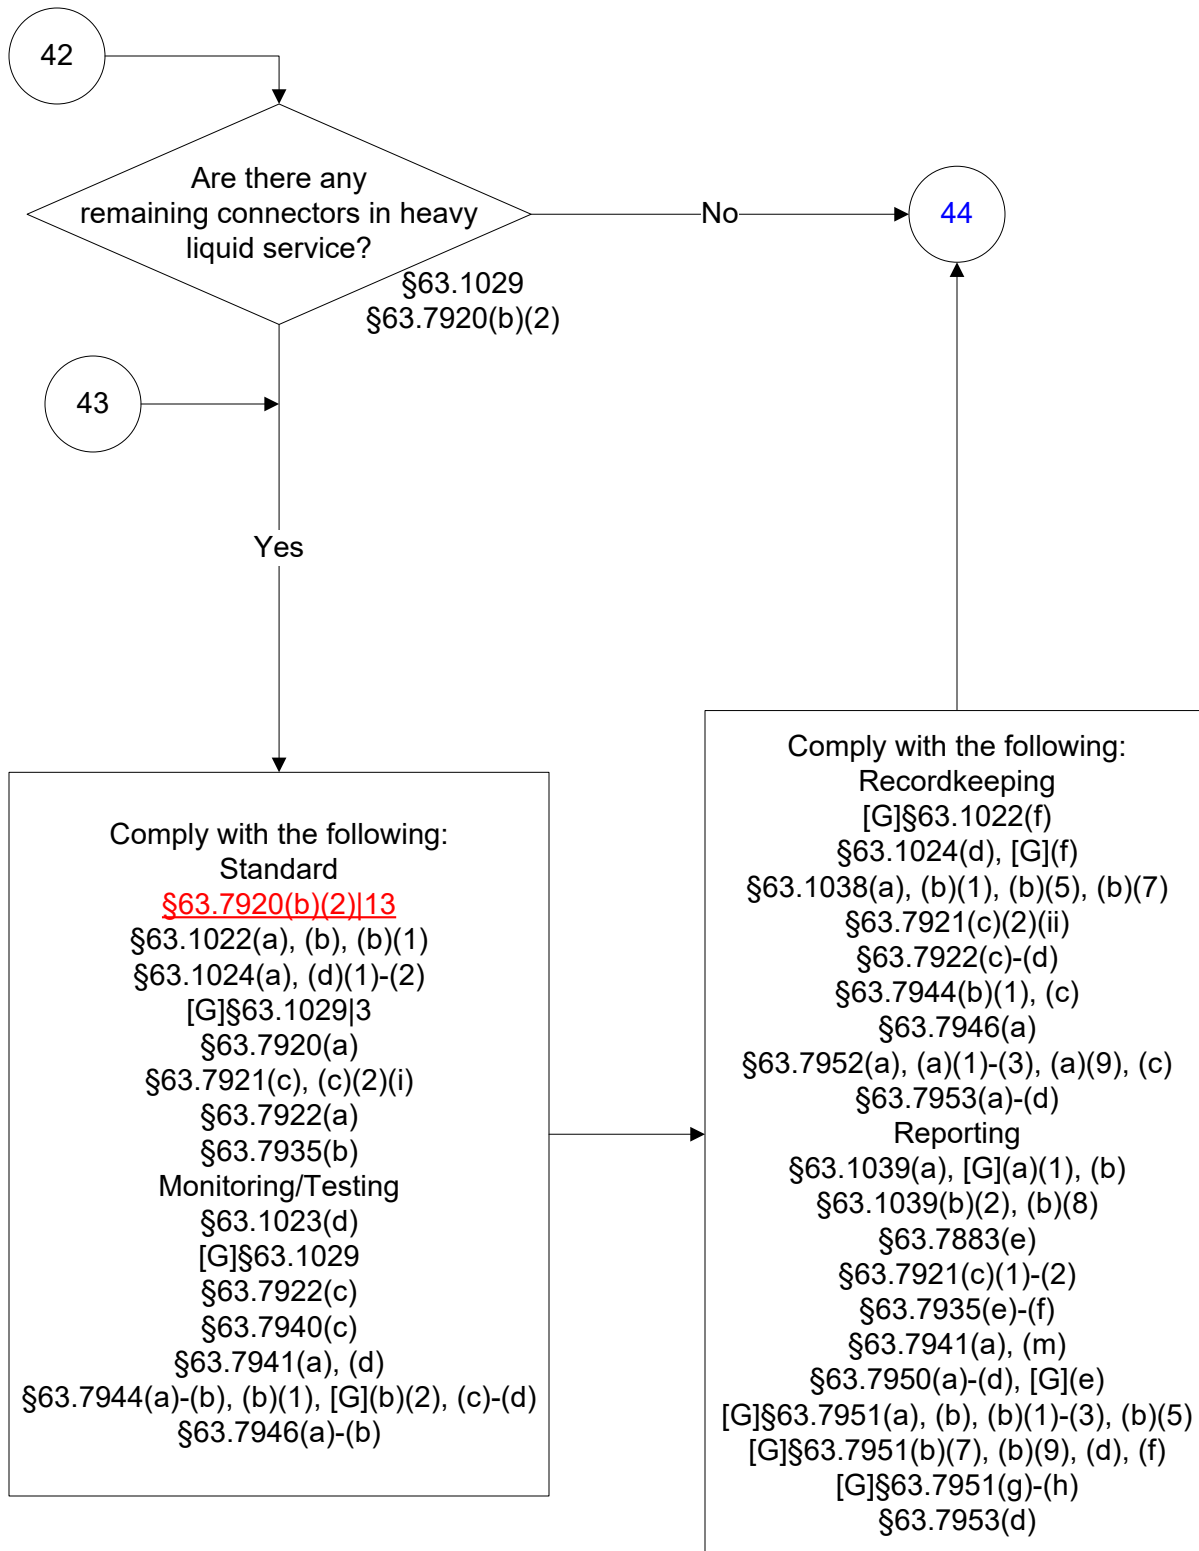 42
Are there any
remaining connectors in heavy
liquid service?
No
44
§63.1029
§63.7920(b)(2)
43
Yes
Comply with the following:
Standard
§63.7920(b)(2)|13
§63.1022(a), (b), (b)(1)
§63.1024(a), (d)(1)-(2)
[G]§63.1029|3
§63.7920(a)
§63.7921(c), (c)(2)(i)
§63.7922(a)
§63.7935(b)
Monitoring/Testing
§63.1023(d)
[G]§63.1029
§63.7922(c)
§63.7940(c)
§63.7941(a), (d)
§63.7944(a)-(b), (b)(1), [G](b)(2), (c)-(d)
§63.7946(a)-(b)
Comply with the following:
Recordkeeping
[G]§63.1022(f)
§63.1024(d), [G](f)
§63.1038(a), (b)(1), (b)(5), (b)(7)
§63.7921(c)(2)(ii)
§63.7922(c)-(d)
§63.7944(b)(1), (c)
§63.7946(a)
§63.7952(a), (a)(1)-(3), (a)(9), (c)
§63.7953(a)-(d)
Reporting
§63.1039(a), [G](a)(1), (b)
§63.1039(b)(2), (b)(8)
§63.7883(e)
§63.7921(c)(1)-(2)
§63.7935(e)-(f)
§63.7941(a), (m)
§63.7950(a)-(d), [G](e)
[G]§63.7951(a), (b), (b)(1)-(3), (b)(5)
[G]§63.7951(b)(7), (b)(9), (d), (f)
[G]§63.7951(g)-(h)
§63.7953(d)